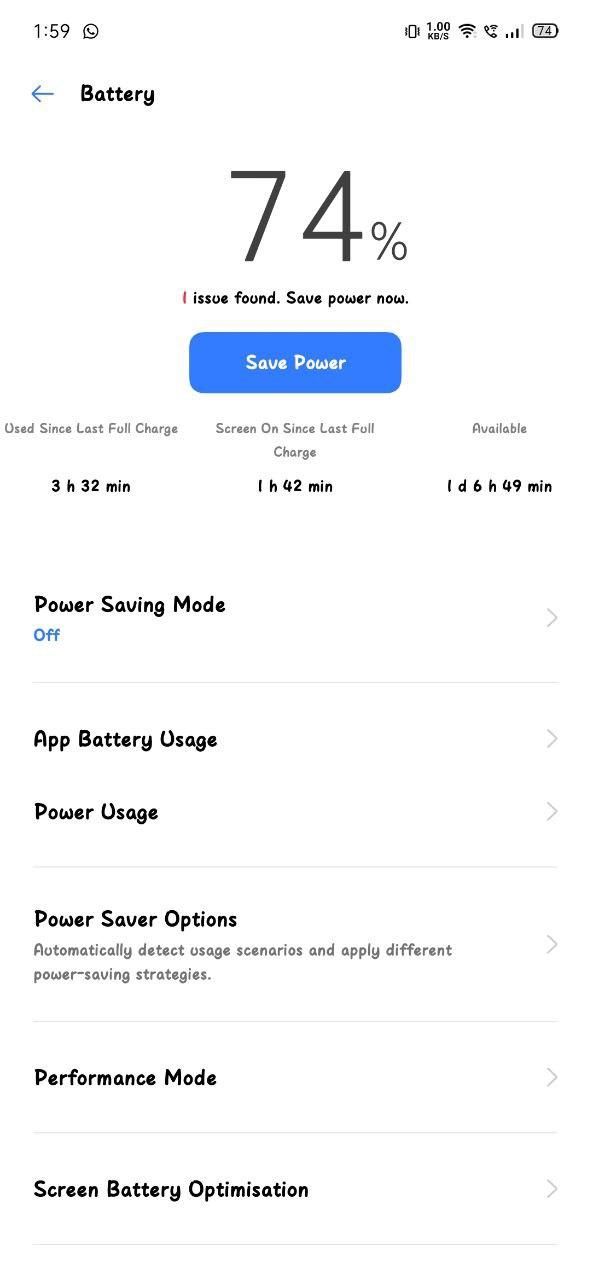 1:59 1.00 KB/S 74
Battery
74%
1 issue found. Save power now.
Save Power
Used Since Last Full Charge
3 h 32 min
Screen On Since Last Full
Charge
1 h 42 min
Available
1 d 6 h 49 min
Power Saving Mode
Off
App Battery Usage
Power Usage
Power Saver Options
Automatically detect usage scenarios and apply different
power-saving strategies.
Performance Mode
Screen Battery Optimisation